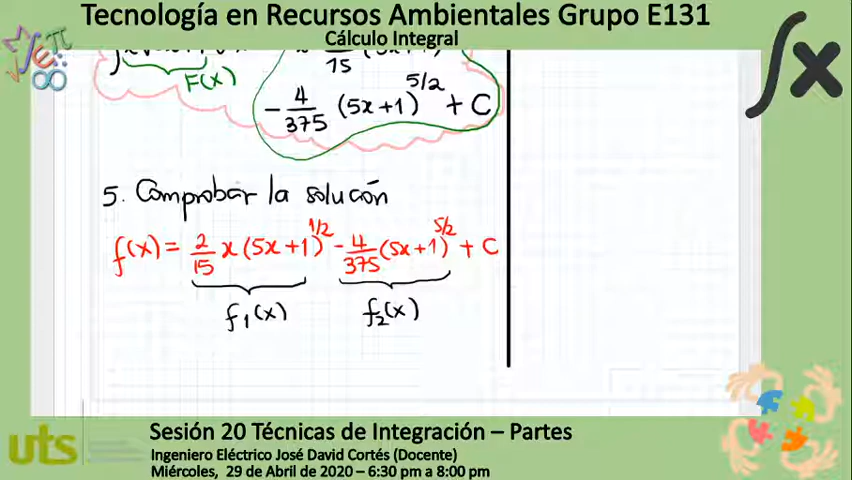 Tecnología en Recursos Ambientales Grupo E131
Cálculo Integral
F(x)
15
- 4/375 (5x+1)^5/2 + C
5. Comprobar la solución
f(x) = 2/15 x (5x+1)^1/2 - 4/375 (5x+1)^5/2 + C
f₁(x) f₂(x)
∫x
uts
Sesión 20 Técnicas de Integración – Partes
Ingeniero Eléctrico José David Cortés (Docente)
Miércoles, 29 de Abril de 2020 – 6:30 pm a 8:00 pm